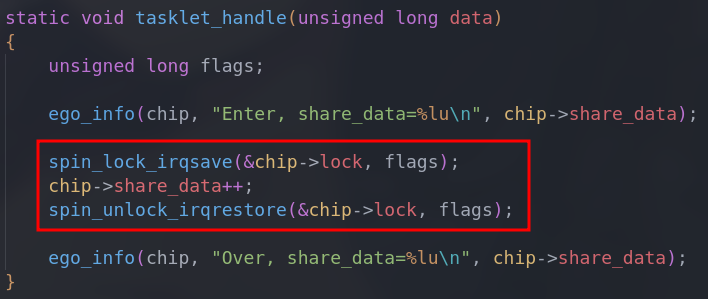 static void tasklet_handle(unsigned long data)
{
    unsigned long flags;
    ego_info(chip, "Enter, share_data=%lu\n", chip->share_data);
    spin_lock_irqsave(&chip->lock, flags);
    chip->share_data++;
    spin_unlock_irqrestore(&chip->lock, flags);
    ego_info(chip, "Over, share_data=%lu\n", chip->share_data);
}